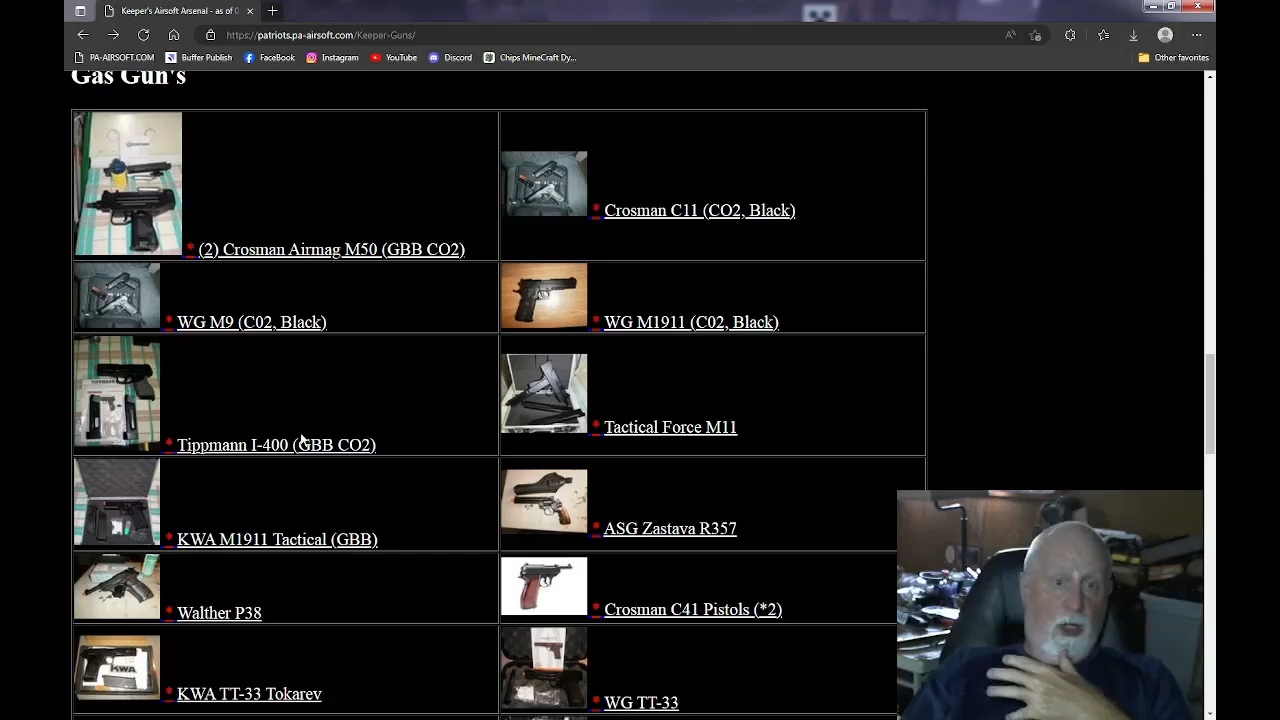 Keeper's Airsoft Arsenal - as of 0
https://patriots.pa-airsoft.com/Keeper-Guns/
PA-AIRSOFT.COM
Buffer Publish
FaceBook
Instagram
YouTube
Discord
Chips MineCraft Dy...
Other favorites
Gas Gun's
* (2) Crosman Airmag M50 (GBB CO2)
* Crosman C11 (CO2, Black)
* WG M9 (C02, Black)
* WG M1911 (C02, Black)
TIPPMANN
* Tippmann I-400 (GBB CO2)
* Tactical Force M11
* KWA M1911 Tactical (GBB)
* ASG Zastava R357
* Walther P38
* Crosman C41 Pistols (*2)
KWA
* KWA TT-33 Tokarev
* WG TT-33